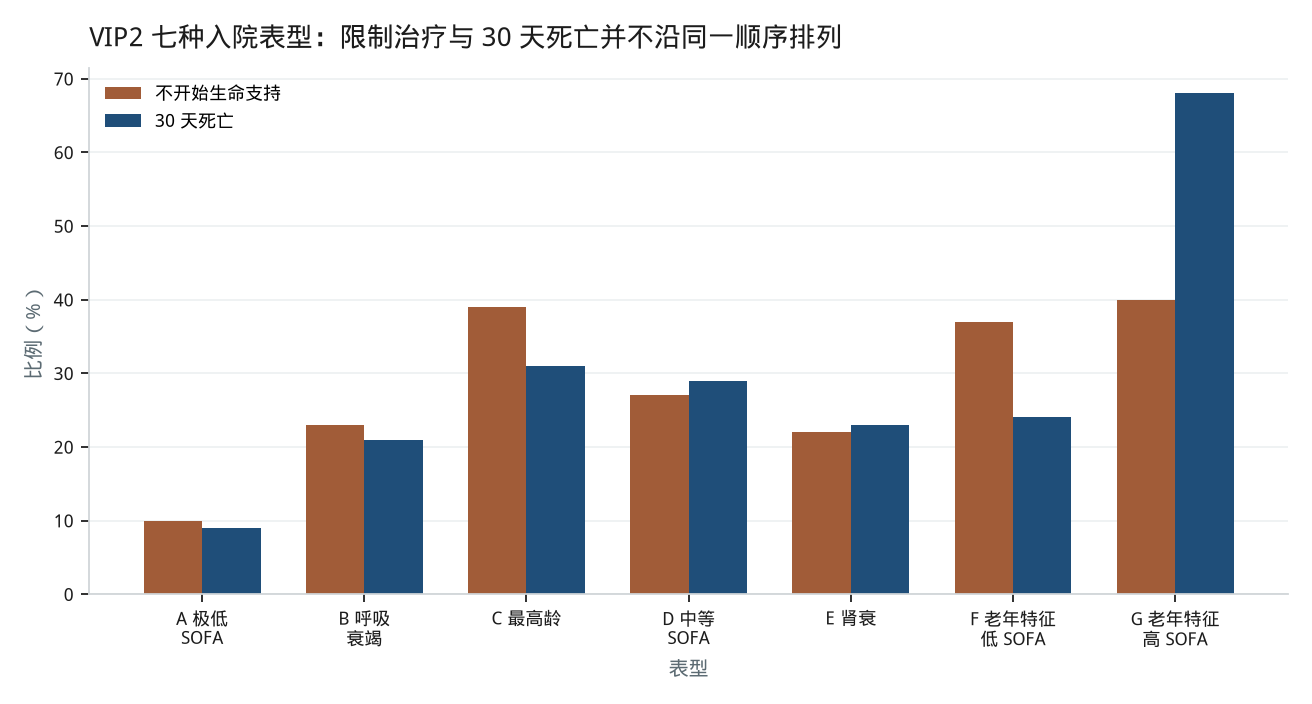 VIP2 七种入院表型：限制治疗与 30 天死亡并不沿同一顺序排列
不开始生命支持
30 天死亡
70
60
50
40
30
20
10
0
比例（%）
A 极低
SOFA
B 呼吸
衰竭
C 最高龄
D 中等
SOFA
E 肾衰
F 老年特征
低 SOFA
G 老年特征
高 SOFA
表型